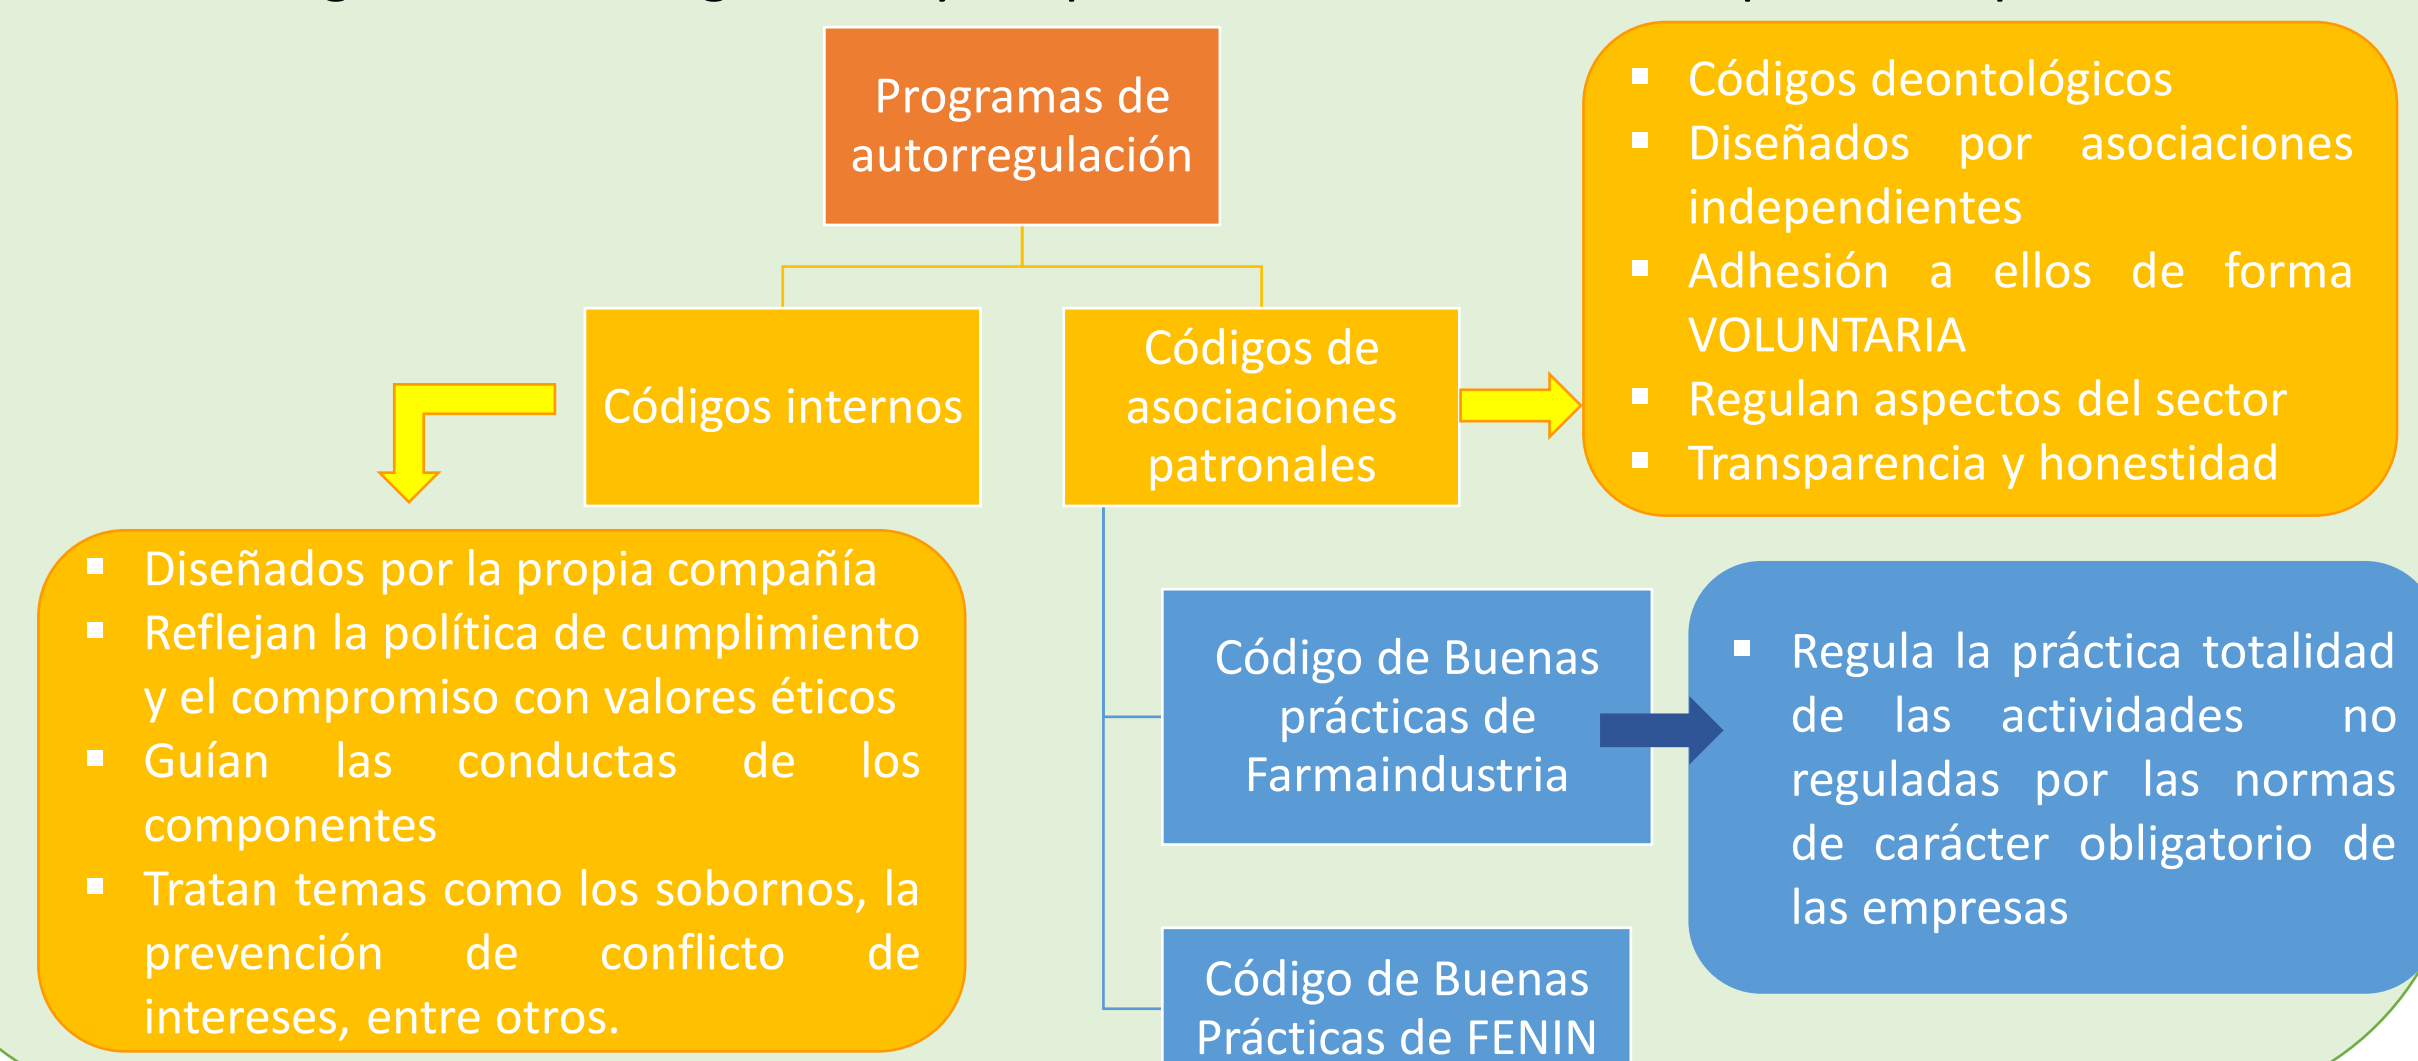 Programas de
autorregulación
▪ Códigos deontológicos
▪ Diseñados por asociaciones
independientes
▪ Adhesión a ellos de forma
VOLUNTARIA
▪ Regulan aspectos del sector
▪ Transparencia y honestidad
Códigos internos
Códigos de
asociaciones
patronales
▪ Diseñados por la propia compañía
▪ Reflejan la política de cumplimiento
y el compromiso con valores éticos
▪ Guían las conductas de los
componentes
▪ Tratan temas como los sobornos, la
prevención de conflicto de
intereses, entre otros.
Código de Buenas
prácticas de
Farmaindustria
▪ Regula la práctica totalidad
de las actividades no
reguladas por las normas
de carácter obligatorio de
las empresas
Código de Buenas
Prácticas de FENIN